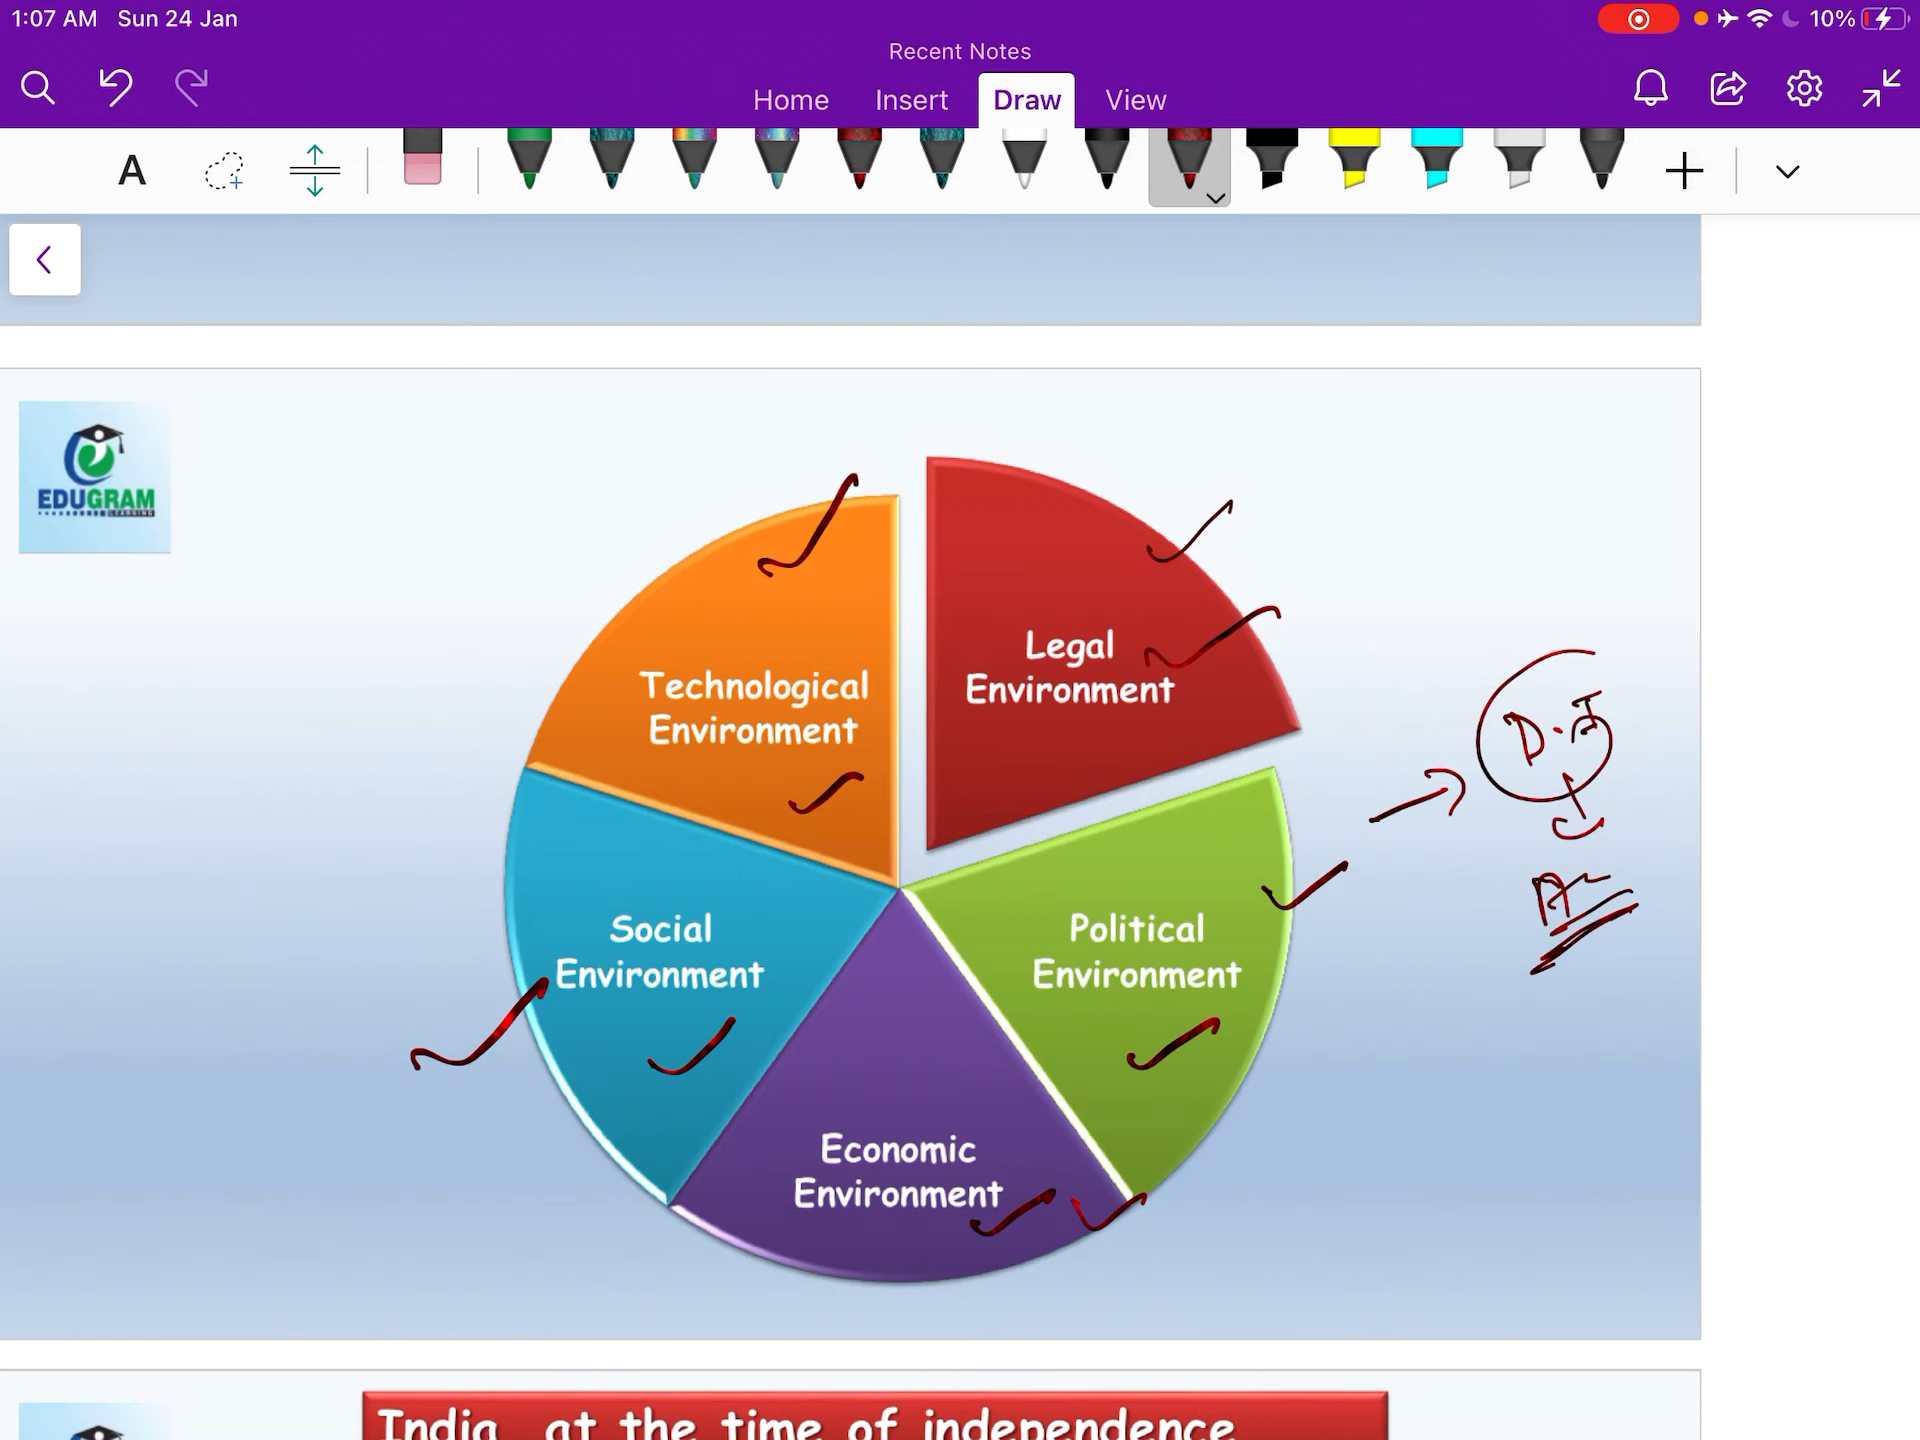 1:07 AM Sun 24 Jan
10%
Recent Notes
Home Insert Draw View
A
EDUGRAM
LEARNING
Technological
Environment
Legal
Environment
Social
Environment
Political
Environment
Economic
Environment
India at the time of independence